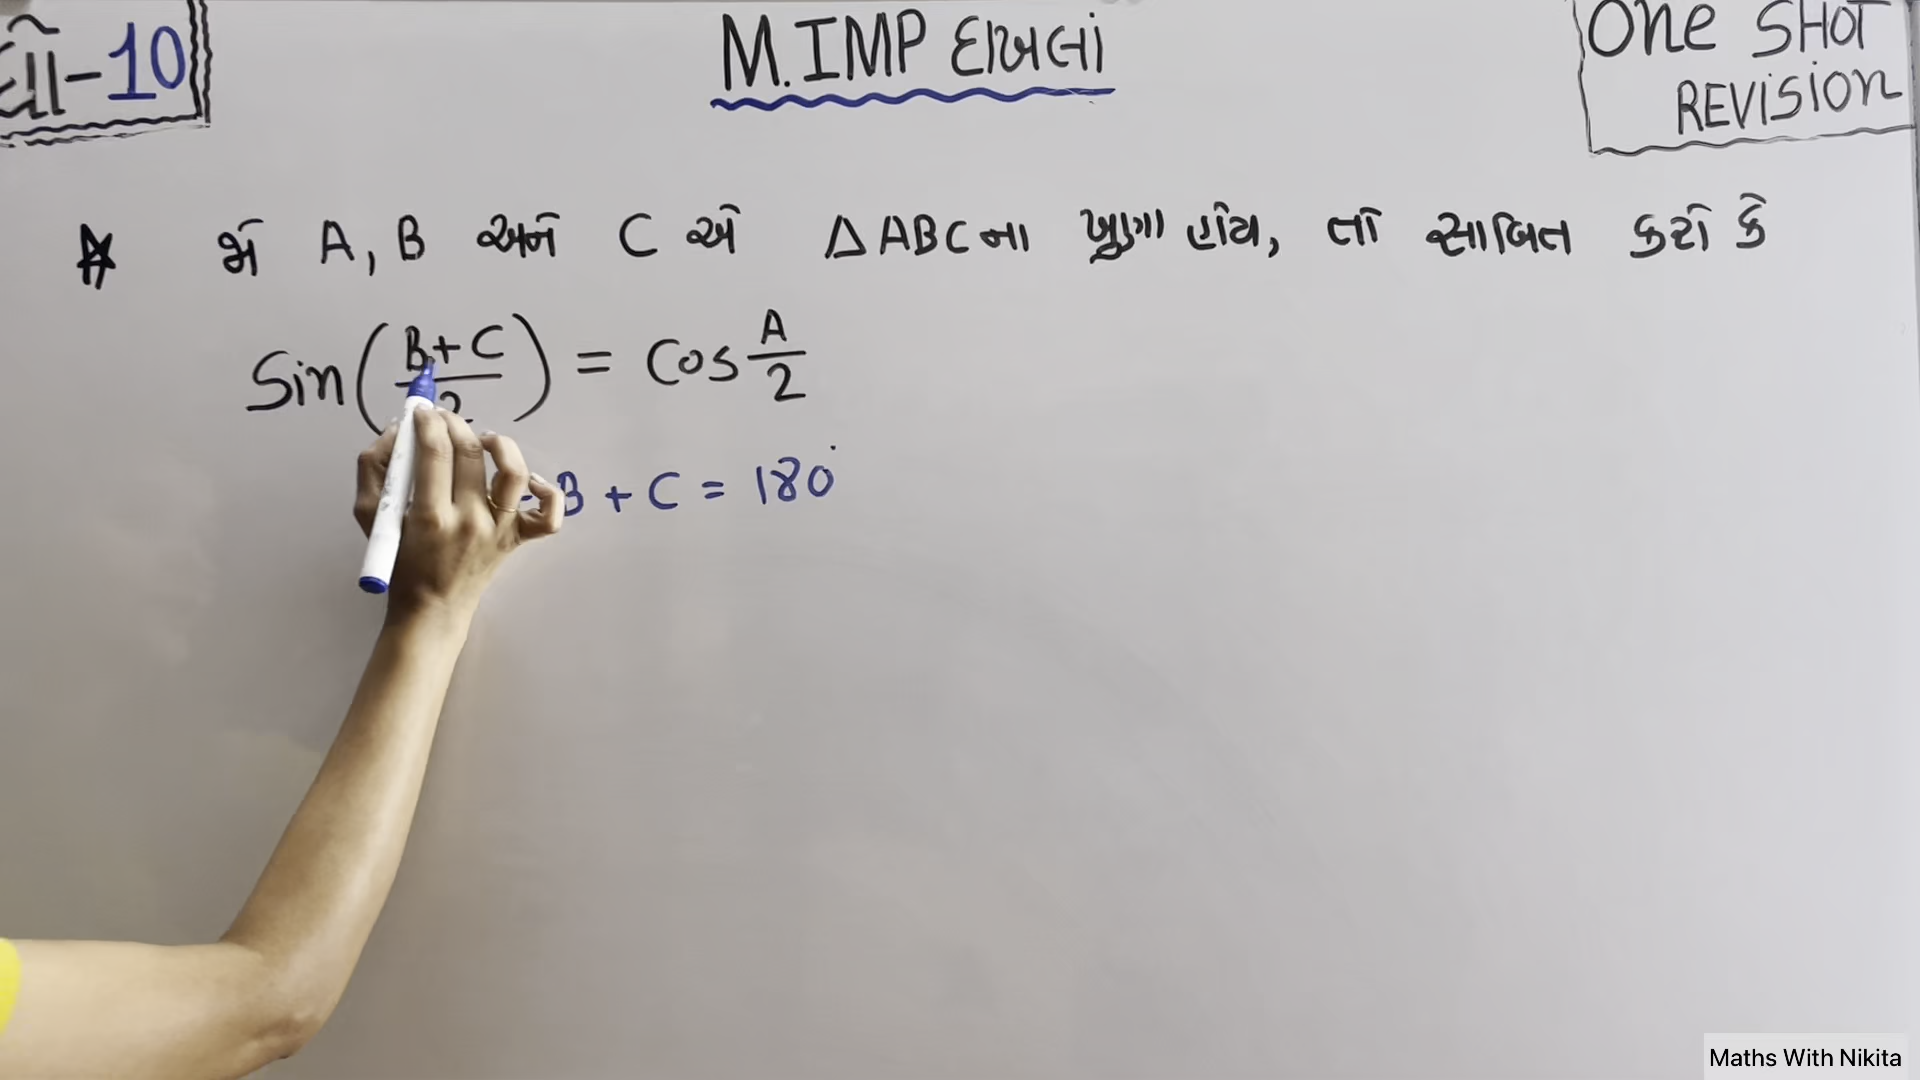 ધો-10
M.IMP દાખલાં
One SHOT
REVISION
જો A, B અને C એ ΔABC ના ખૂણા હોય, તો સાબિત કરો કે
Sin(B+C/2) = Cos A/2
B + C = 180°
Maths With Nikita